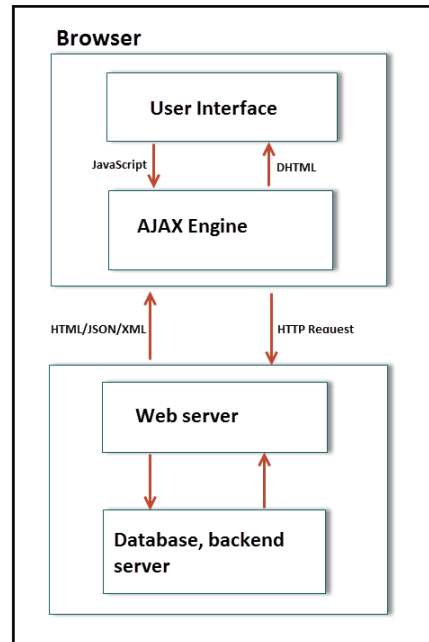 Browser
User Interface
JavaScript
DHTML
AJAX Engine
HTML/JSON/XML
HTTP Request
Web server
Database, backend
server